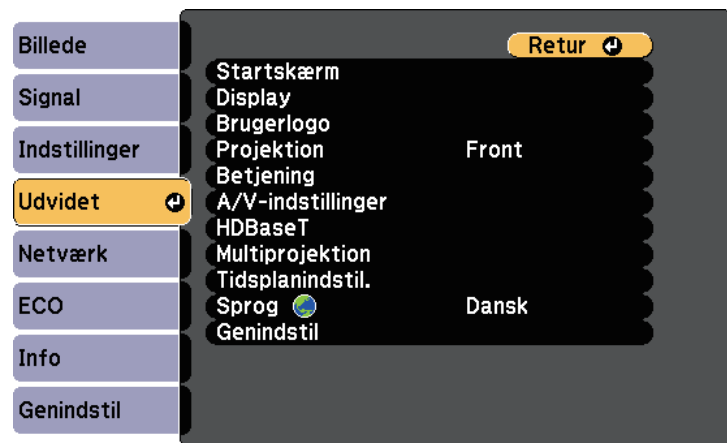 Billede
Signal
Indstillinger
Udvidet
Netværk
ECO
Info
Genindstil
Retur
Startskærm
Display
Brugerlogo
Projektion Front
Betjening
A/V-indstillinger
HDBaseT
Multiprojektion
Tidsplanindstil.
Sprog Dansk
Genindstil